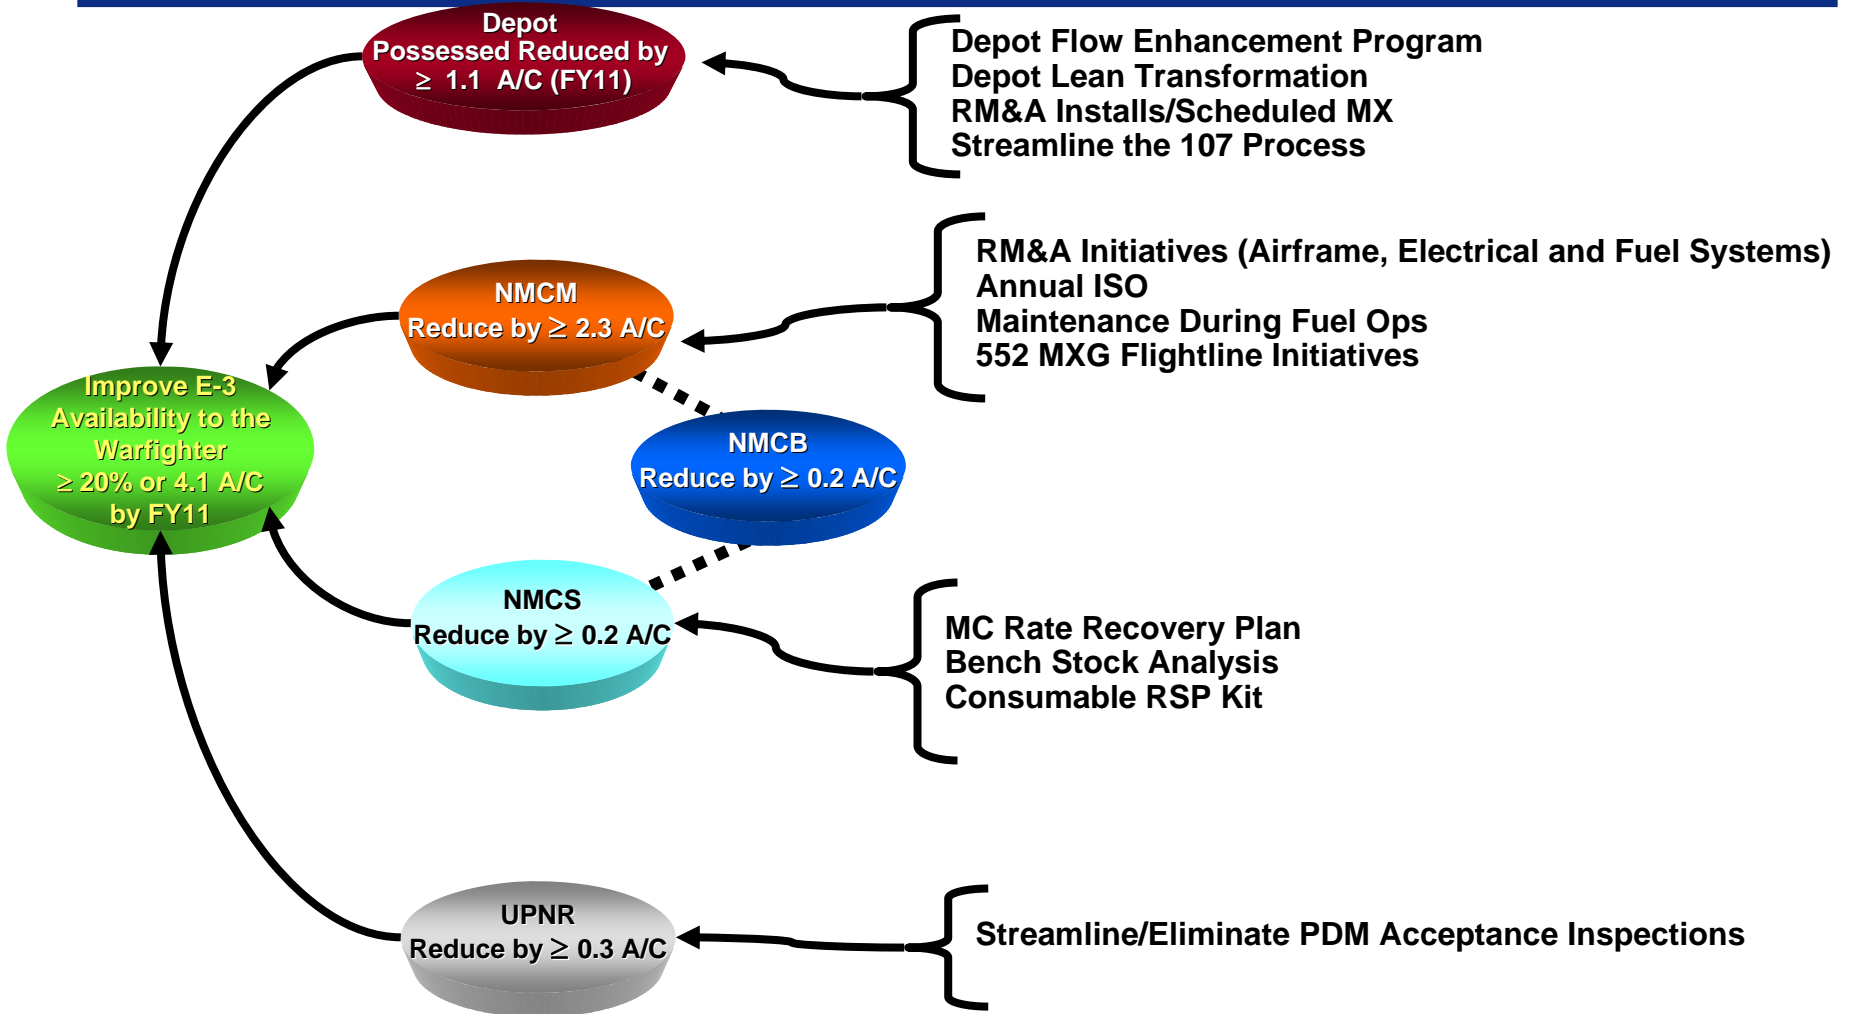 Depot
Possessed Reduced by
≥ 1.1 A/C (FY11)
Depot Flow Enhancement Program
Depot Lean Transformation
RM&A Installs/Scheduled MX
Streamline the 107 Process
NMCM
Reduce by ≥ 2.3 A/C
RM&A Initiatives (Airframe, Electrical and Fuel Systems)
Annual ISO
Maintenance During Fuel Ops
552 MXG Flightline Initiatives
Improve E-3
Availability to the
Warfighter
≥ 20% or 4.1 A/C
by FY11
NMCB
Reduce by ≥ 0.2 A/C
NMCS
Reduce by ≥ 0.2 A/C
MC Rate Recovery Plan
Bench Stock Analysis
Consumable RSP Kit
UPNR
Reduce by ≥ 0.3 A/C
Streamline/Eliminate PDM Acceptance Inspections